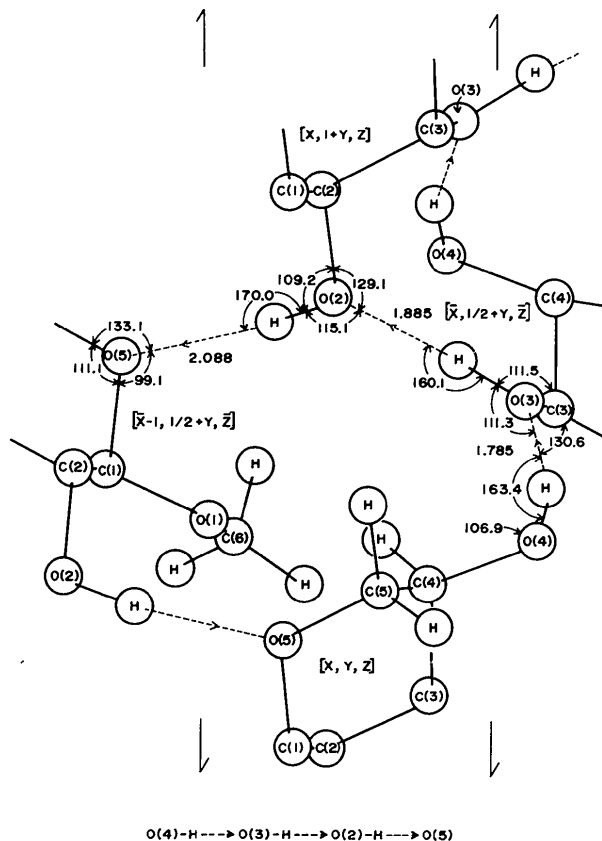 H
O(3)
C(3)
[X, 1+Y, Z]
C(1) C(2)
H
O(4)
109.2 129.1
O(2)
C(4)
170.0
115.1
1.885 [X̄, 1/2+Y, Z̄]
H
133.1
O(5)
2.088
H
111.1 99.1
160.1
111.5
O(3) C(3)
111.3
130.6
[X̄-1, 1/2+Y, Z̄]
1.785
C(2) C(1)
H
H
163.4
H
O(1)
C(6)
H
106.9 O(4)
H
O(2)
H
C(5) C(4)
H
O(5)
H
[X, Y, Z]
C(3)
C(1) C(2)
O(4)-H ----> O(3)-H ---> O(2)-H ---> O(5)